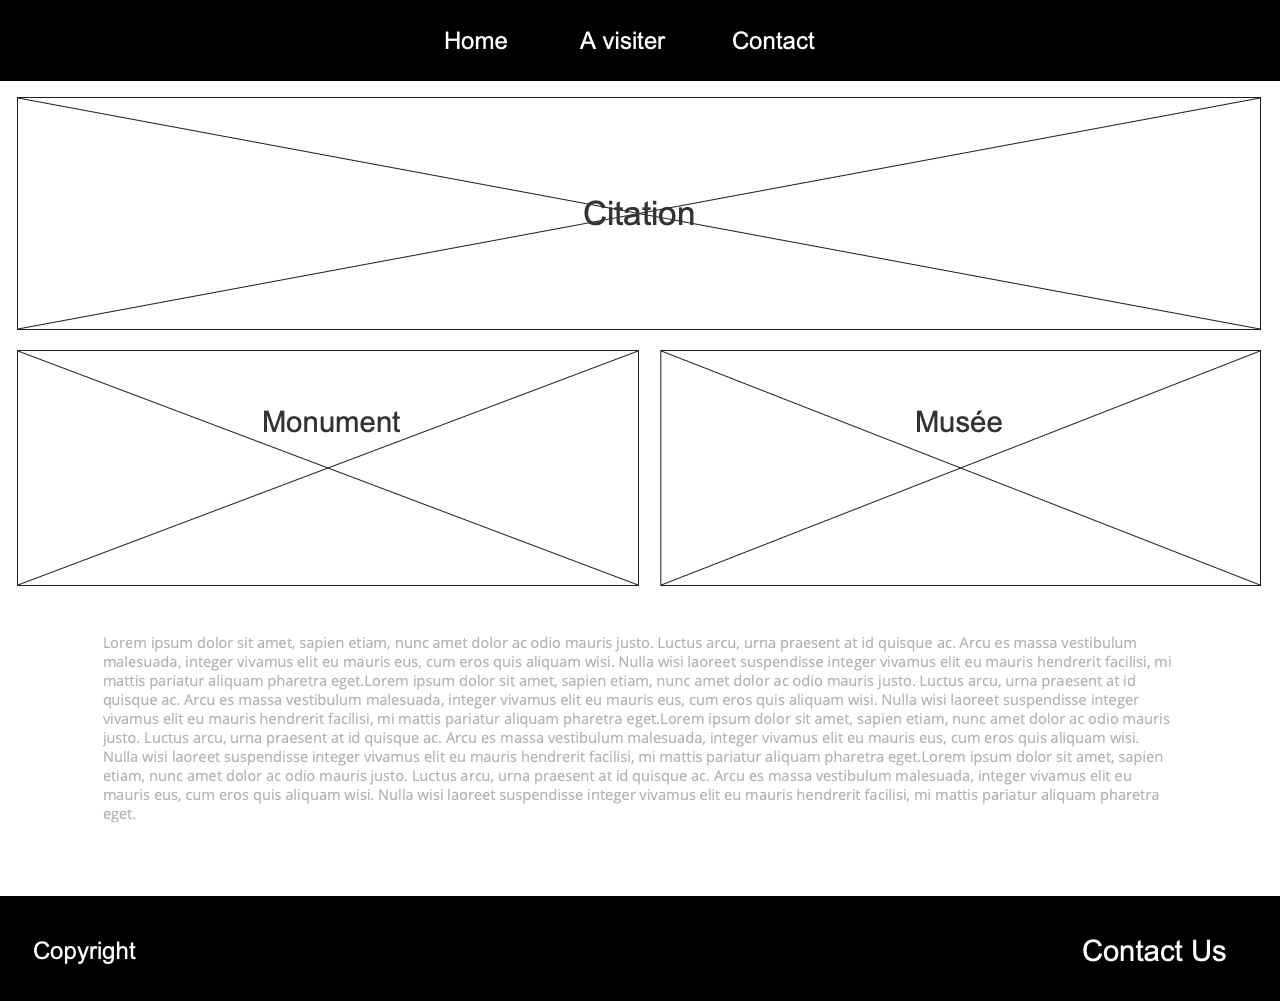 Home A visiter Contact
Citation
Monument Musée
Lorem ipsum dolor sit amet, sapien etiam, nunc amet dolor ac odio mauris justo. Luctus arcu, urna praesent at id quisque ac. Arcu es massa vestibulum
malesuada, integer vivamus elit eu mauris eus, cum eros quis aliquam wisi. Nulla wisi laoreet suspendisse integer vivamus elit eu mauris hendrerit facilisi, mi
mattis pariatur aliquam pharetra eget.Lorem ipsum dolor sit amet, sapien etiam, nunc amet dolor ac odio mauris justo. Luctus arcu, urna praesent at id
quisque ac. Arcu es massa vestibulum malesuada, integer vivamus elit eu mauris eus, cum eros quis aliquam wisi. Nulla wisi laoreet suspendisse integer
vivamus elit eu mauris hendrerit facilisi, mi mattis pariatur aliquam pharetra eget.Lorem ipsum dolor sit amet, sapien etiam, nunc amet dolor ac odio mauris
justo. Luctus arcu, urna praesent at id quisque ac. Arcu es massa vestibulum malesuada, integer vivamus elit eu mauris eus, cum eros quis aliquam wisi.
Nulla wisi laoreet suspendisse integer vivamus elit eu mauris hendrerit facilisi, mi mattis pariatur aliquam pharetra eget.Lorem ipsum dolor sit amet, sapien
etiam, nunc amet dolor ac odio mauris justo. Luctus arcu, urna praesent at id quisque ac. Arcu es massa vestibulum malesuada, integer vivamus elit eu
mauris eus, cum eros quis aliquam wisi. Nulla wisi laoreet suspendisse integer vivamus elit eu mauris hendrerit facilisi, mi mattis pariatur aliquam pharetra
eget.
Copyright Contact Us